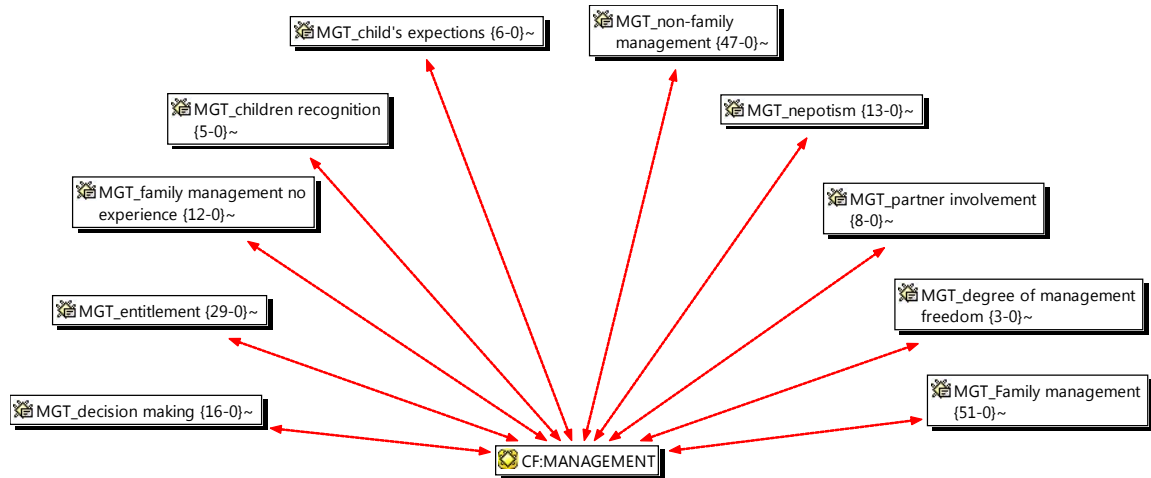 MGT_child's expections {6-0}~
MGT_non-family
management {47-0}~
MGT_children recognition
{5-0}~
MGT_nepotism {13-0}~
MGT_family management no
experience {12-0}~
MGT_partner involvement
{8-0}~
MGT_entitlement {29-0}~
MGT_degree of management
freedom {3-0}~
MGT_decision making {16-0}~
MGT_Family management
{51-0}~
CF:MANAGEMENT